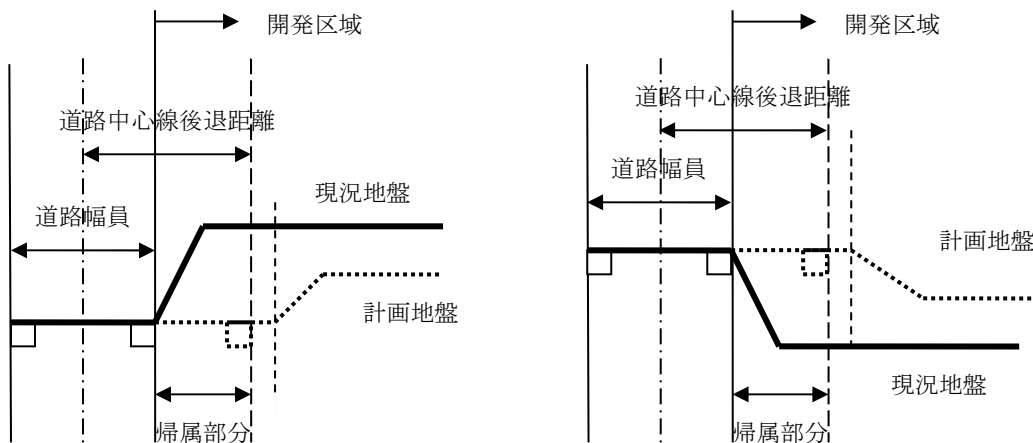 開発区域
道路中心線後退距離
現況地盤
道路幅員
計画地盤
帰属部分
開発区域
道路中心線後退距離
道路幅員
計画地盤
現況地盤
帰属部分